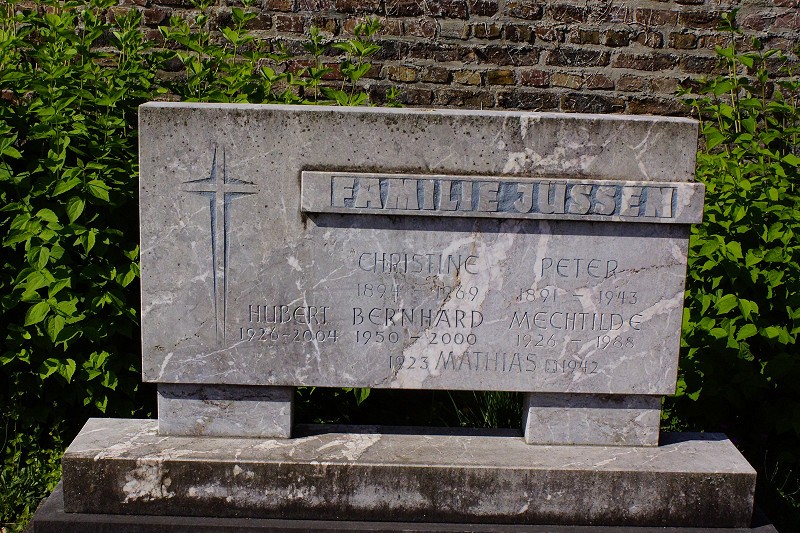 FAMILIE JUSSEN
CHRISTINE PETER
1894 - 1969 1891 - 1943
HUBERT BERNHARD MECHTILDE
1926-2004 1950 - 2000 1926 - 1988
1923 MATHIAS 1942